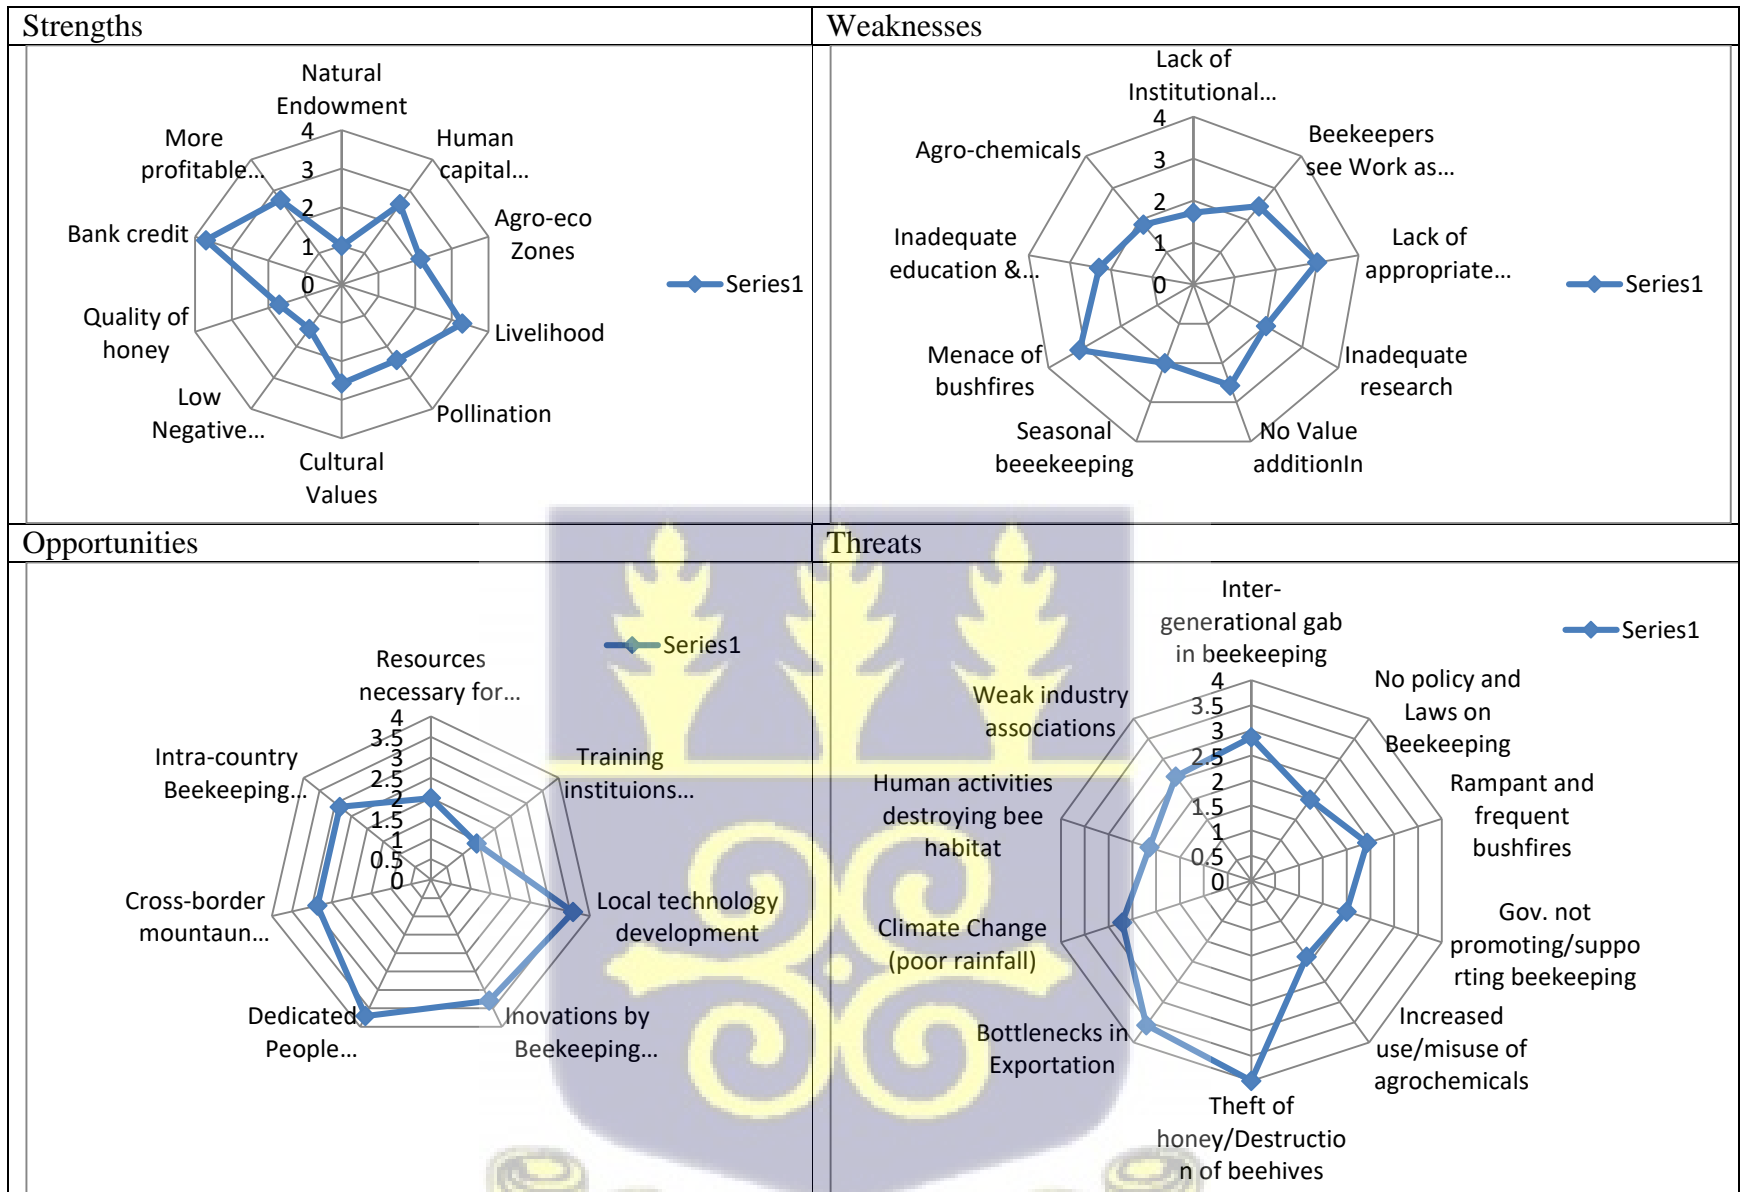 Strengths
Natural
Endowment
Human
capital...
Agro-eco
Zones
Livelihood
Pollination
Cultural
Values
Low
Negative...
Quality of
honey
Bank credit
More
profitable...
4
3
2
1
0
Series1
Weaknesses
Lack of
Institutional...
Beekeepers
see Work as...
Lack of
appropriate...
Inadequate
research
No Value
additionIn
Seasonal
beeekeeping
Menace of
bushfires
Inadequate
education &...
Agro-chemicals
4
3
2
1
0
Series1
Opportunities
Resources
necessary for...
Training
instituions...
Local technology
development
Inovations by
Beekeeping...
Dedicated
People...
Cross-border
mountaun...
Intra-country
Beekeeping...
4
3.5
3
2.5
2
1.5
1
0.5
0
Series1
Threats
Inter-
generational gab
in beekeeping
No policy and
Laws on
Beekeeping
Rampant and
frequent
bushfires
Gov. not
promoting/suppo
rting beekeeping
Increased
use/misuse of
agrochemicals
Theft of
honey/Destructio
n of beehives
Bottlenecks in
Exportation
Climate Change
(poor rainfall)
Human activities
destroying bee
habitat
Weak industry
associations
4
3.5
3
2.5
2
1.5
1
0.5
0
Series1